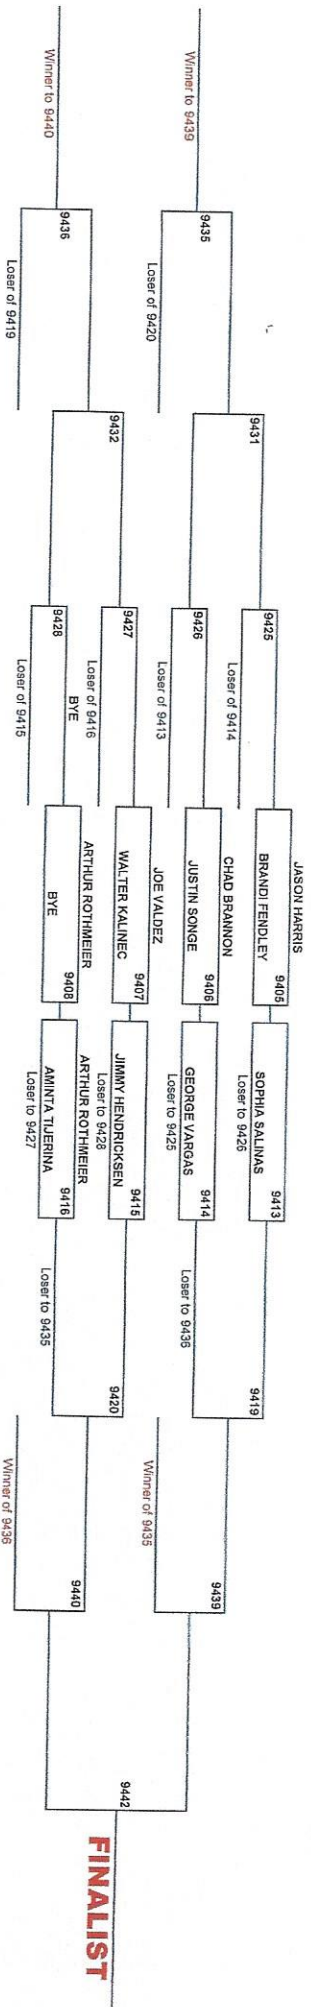 JASON HARRIS
BRANDI FENDLEY
9405
SOPHIA SALINAS
9413
Loser to 9426
9425
Loser of 9414
9431
9419
CHAD BRANNON
JUSTIN SONGE
9406
GEORGE VARGAS
9414
Loser to 9425
9426
Loser of 9413
Loser to 9436
9435
Loser of 9420
Winner to 9439
9439
Winner of 9435
JOE VALDEZ
WALTER KALINEC
9407
JIMMY HENDRICKSEN
9415
Loser to 9428
9427
Loser of 9416
BYE
9432
9420
9442
FINALIST
ARTHUR ROTHMEIER
BYE
9408
ARTHUR ROTHMEIER
AMINTA TIJERINA
9416
Loser to 9427
9428
Loser of 9415
Loser to 9435
9436
Loser of 9419
Winner to 9440
9440
Winner of 9436